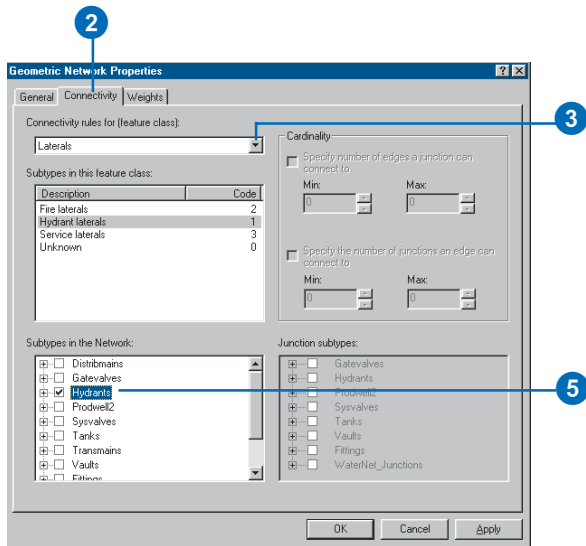 2
Geometric Network Properties
General Connectivity Weights
Connectivity rules for (feature class):
3
Laterals
Subtypes in this feature class:
Description Code
Fire laterals 2
Hydrant laterals 1
Service laterals 3
Unknown 0
Cardinality
Specify number of edges a junction can
connect to
Min: Max:
0 0
Specify the number of junctions an edge can
connect to
Min: Max:
0 0
Subtypes in the Network:
Distribmains
Gatevalves
Hydrants
Prodwell2
Sysvalves
Tanks
Transmains
Vaults
Fittings
5
Junction subtypes:
Gatevalves
Hydrants
Prodwell2
Sysvalves
Tanks
Vaults
Fittings
WaterNet_Junctions
OK Cancel Apply